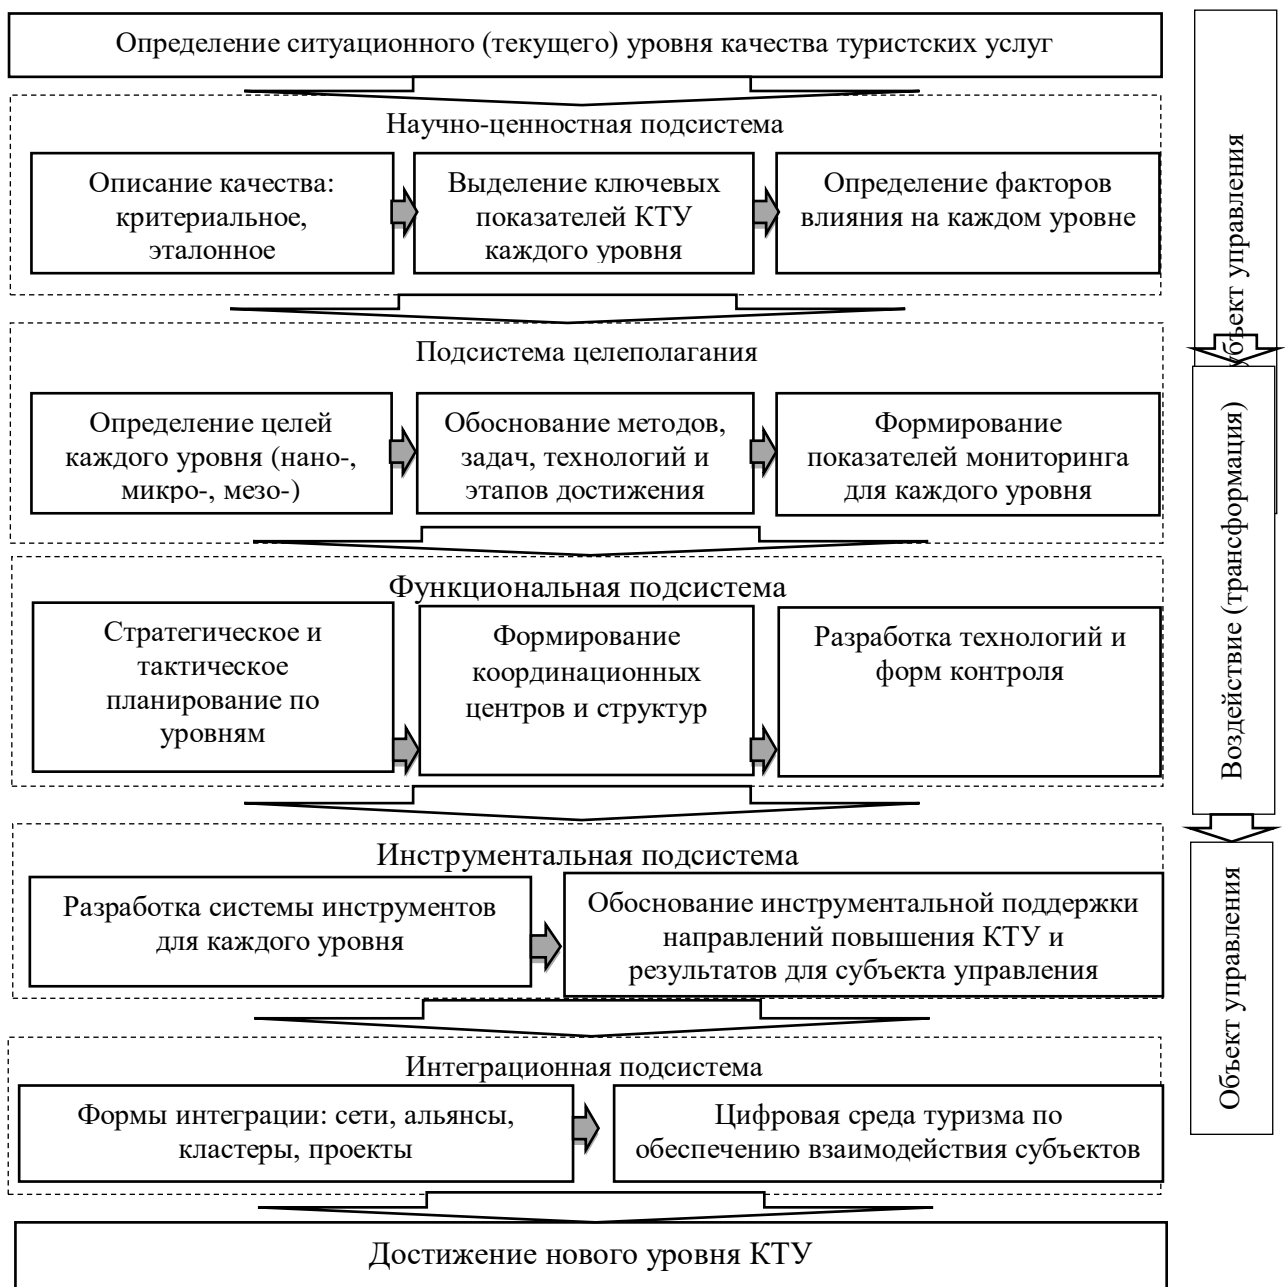 Определение ситуационного (текущего) уровня качества туристских услуг
Научно-ценностная подсистема
Описание качества:
критериальное,
эталонное
Выделение ключевых
показателей КТУ
каждого уровня
Определение факторов
влияния на каждом уровне
Подсистема целеполагания
Определение целей
каждого уровня (нано-,
микро-, мезо-)
Обоснование методов,
задач, технологий и
этапов достижения
Формирование
показателей мониторинга
для каждого уровня
Функциональная подсистема
Стратегическое и
тактическое
планирование по
уровням
Формирование
координационных
центров и структур
Разработка технологий и
форм контроля
Инструментальная подсистема
Разработка системы инструментов
для каждого уровня
Обоснование инструментальной поддержки
направлений повышения КТУ и
результатов для субъекта управления
Интеграционная подсистема
Формы интеграции: сети, альянсы,
кластеры, проекты
Цифровая среда туризма по
обеспечению взаимодействия субъектов
Достижение нового уровня КТУ
убъект управления
Воздействие (трансформация)
Объект управления